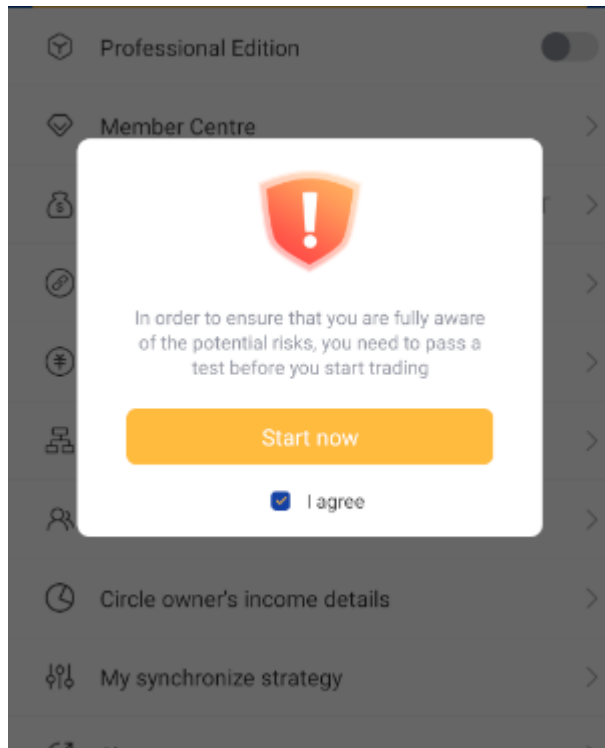 Professional Edition
Member Centre
In order to ensure that you are fully aware
of the potential risks, you need to pass a
test before you start trading
Start now
I agree
Circle owner's income details
My synchronize strategy